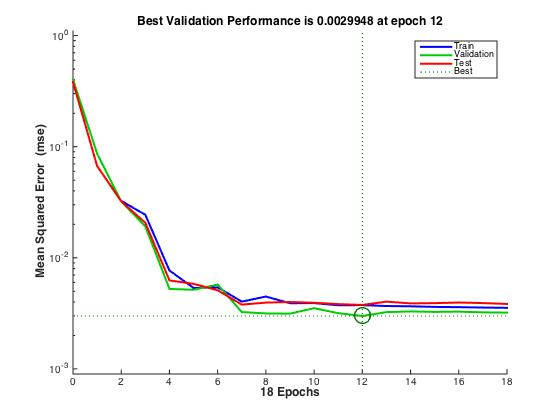 Best Validation Performance is 0.0029948 at epoch 12
Mean Squared Error (mse)
10^0
10^-1
10^-2
10^-3
Train
Validation
Test
Best
0 2 4 6 8 10 12 14 16 18
18 Epochs